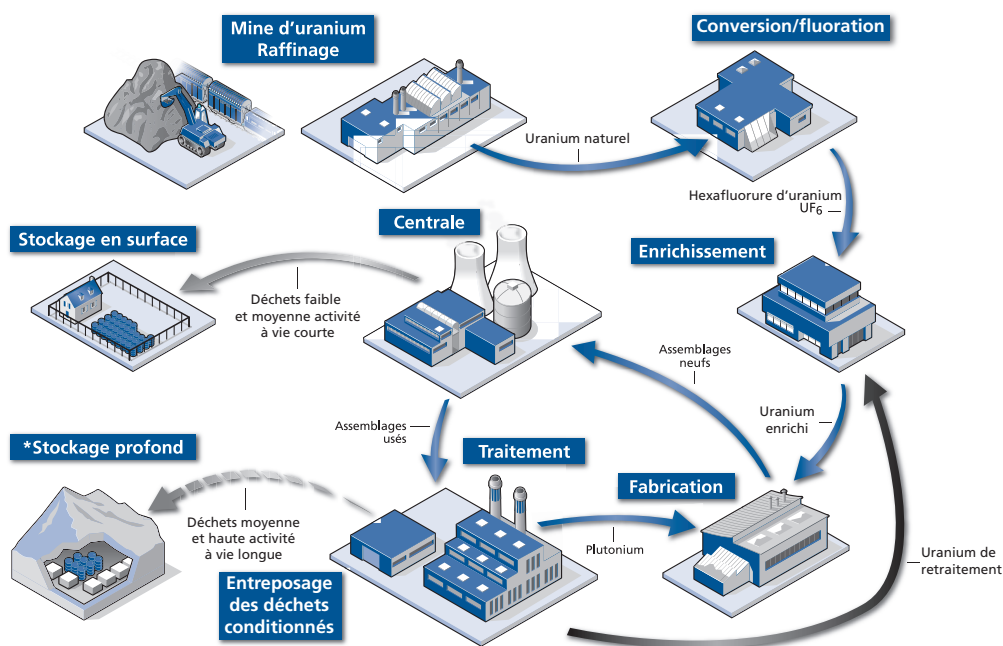 Mine d'uranium
Raffinage
Conversion/fluoration
Uranium naturel
Hexafluorure d'uranium
UF6
Centrale
Stockage en surface
Enrichissement
Déchets faible
et moyenne activité
à vie courte
Assemblages
neufs
Uranium
enrichi
Assemblages
usés
*Stockage profond
Traitement
Fabrication
Déchets moyenne
et haute activité
à vie longue
Plutonium
Uranium de
retraitement
Entreposage
des déchets
conditionnés